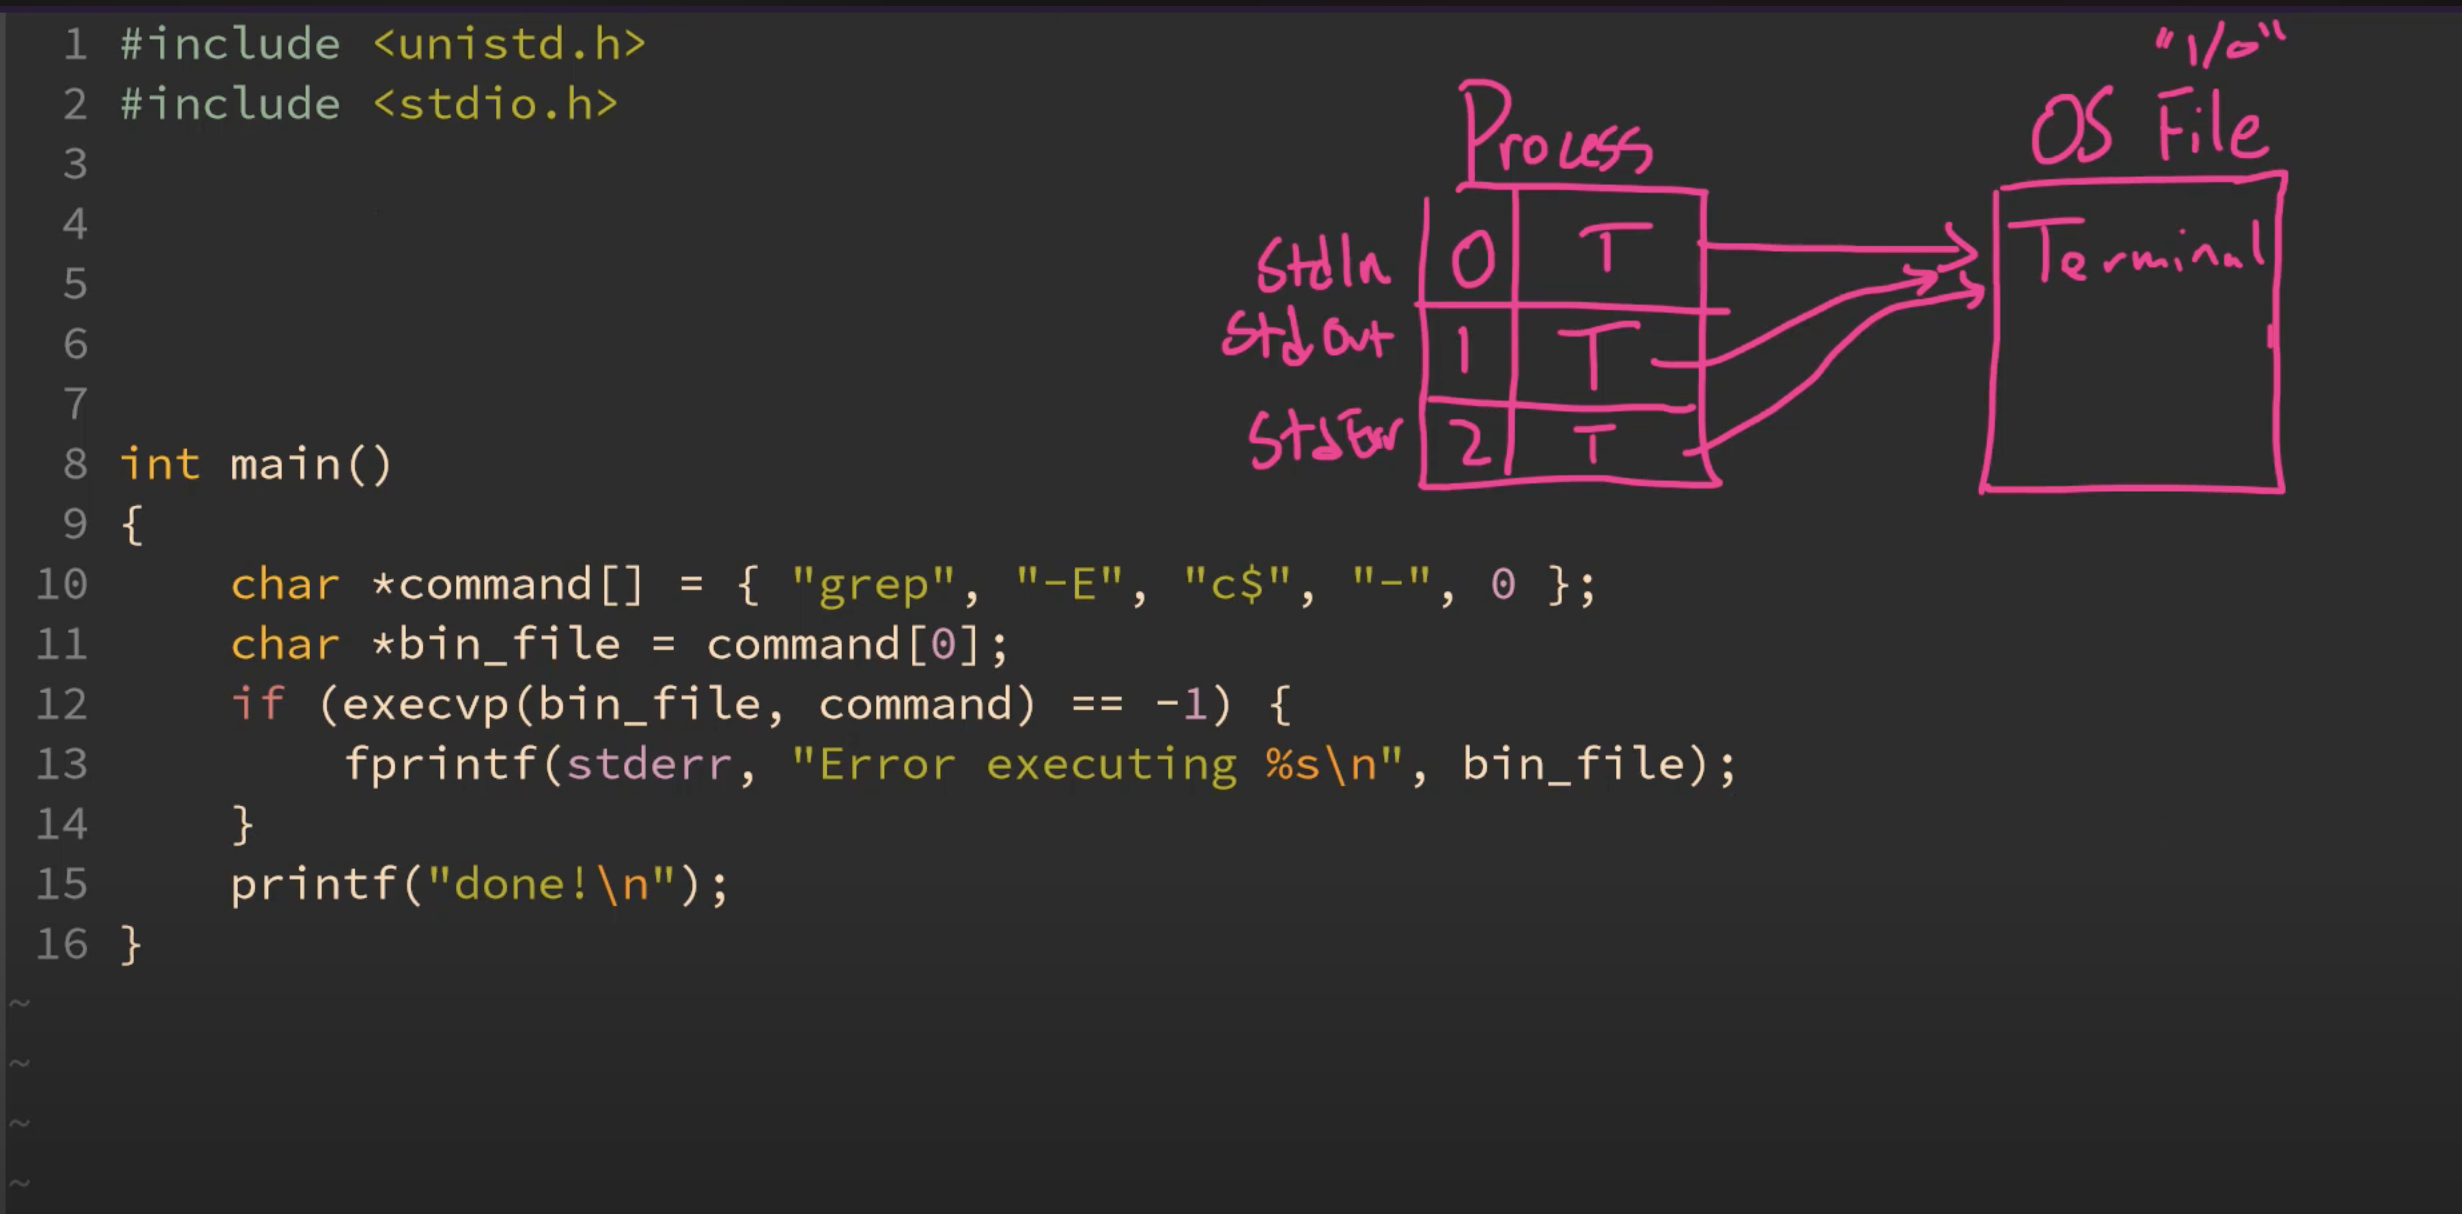 1 #include <unistd.h>
2 #include <stdio.h>
3
4
5
6
7
8 int main()
9 {
10     char *command[] = { "grep", "-E", "c$", "-", 0 };
11     char *bin_file = command[0];
12     if (execvp(bin_file, command) == -1) {
13         fprintf(stderr, "Error executing %s\n", bin_file);
14     }
15     printf("done!\n");
16 }
~
~
~
~
Process
StdIn 0 T
StdOut 1 T
StdErr 2 T
"I/O"
OS File
Terminal